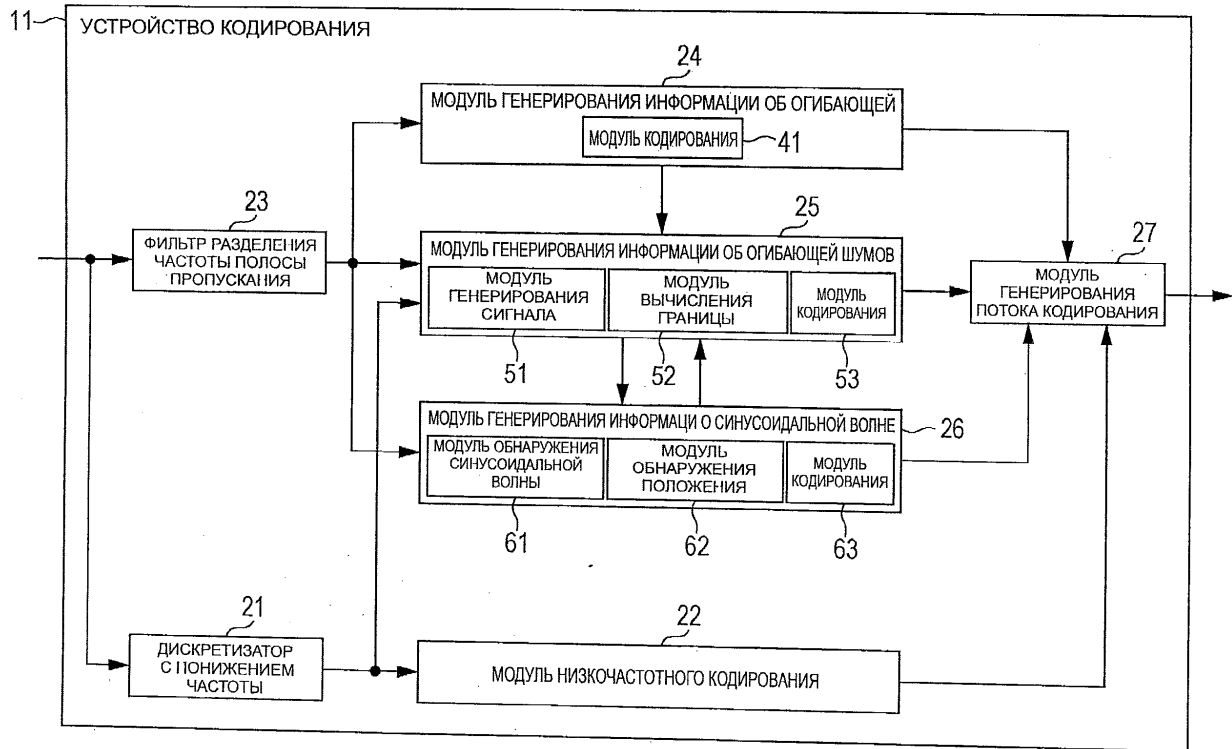 11
УСТРОЙСТВО КОДИРОВАНИЯ
24
МОДУЛЬ ГЕНЕРИРОВАНИЯ ИНФОРМАЦИИ ОБ ОГИБАЮЩЕЙ
МОДУЛЬ КОДИРОВАНИЯ
41
23
ФИЛЬТР РАЗДЕЛЕНИЯ
ЧАСТОТЫ ПОЛОСЫ
ПРОПУСКАНИЯ
25
МОДУЛЬ ГЕНЕРИРОВАНИЯ ИНФОРМАЦИИ ОБ ОГИБАЮЩЕЙ ШУМОВ
МОДУЛЬ
ГЕНЕРИРОВАНИЯ
СИГНАЛА
МОДУЛЬ
ВЫЧИСЛЕНИЯ
ГРАНИЦЫ
МОДУЛЬ
КОДИРОВАНИЯ
51
52
53
27
МОДУЛЬ
ГЕНЕРИРОВАНИЯ
ПОТОКА КОДИРОВАНИЯ
МОДУЛЬ ГЕНЕРИРОВАНИЯ ИНФОРМАЦИ О СИНУСОИДАЛЬНОЙ ВОЛНЕ
26
МОДУЛЬ ОБНАРУЖЕНИЯ
СИНУСОИДАЛЬНОЙ
ВОЛНЫ
МОДУЛЬ
ОБНАРУЖЕНИЯ
ПОЛОЖЕНИЯ
МОДУЛЬ
КОДИРОВАНИЯ
61
62
63
21
ДИСКРЕТИЗАТОР
С ПОНИЖЕНИЕМ
ЧАСТОТЫ
22
МОДУЛЬ НИЗКОЧАСТОТНОГО КОДИРОВАНИЯ